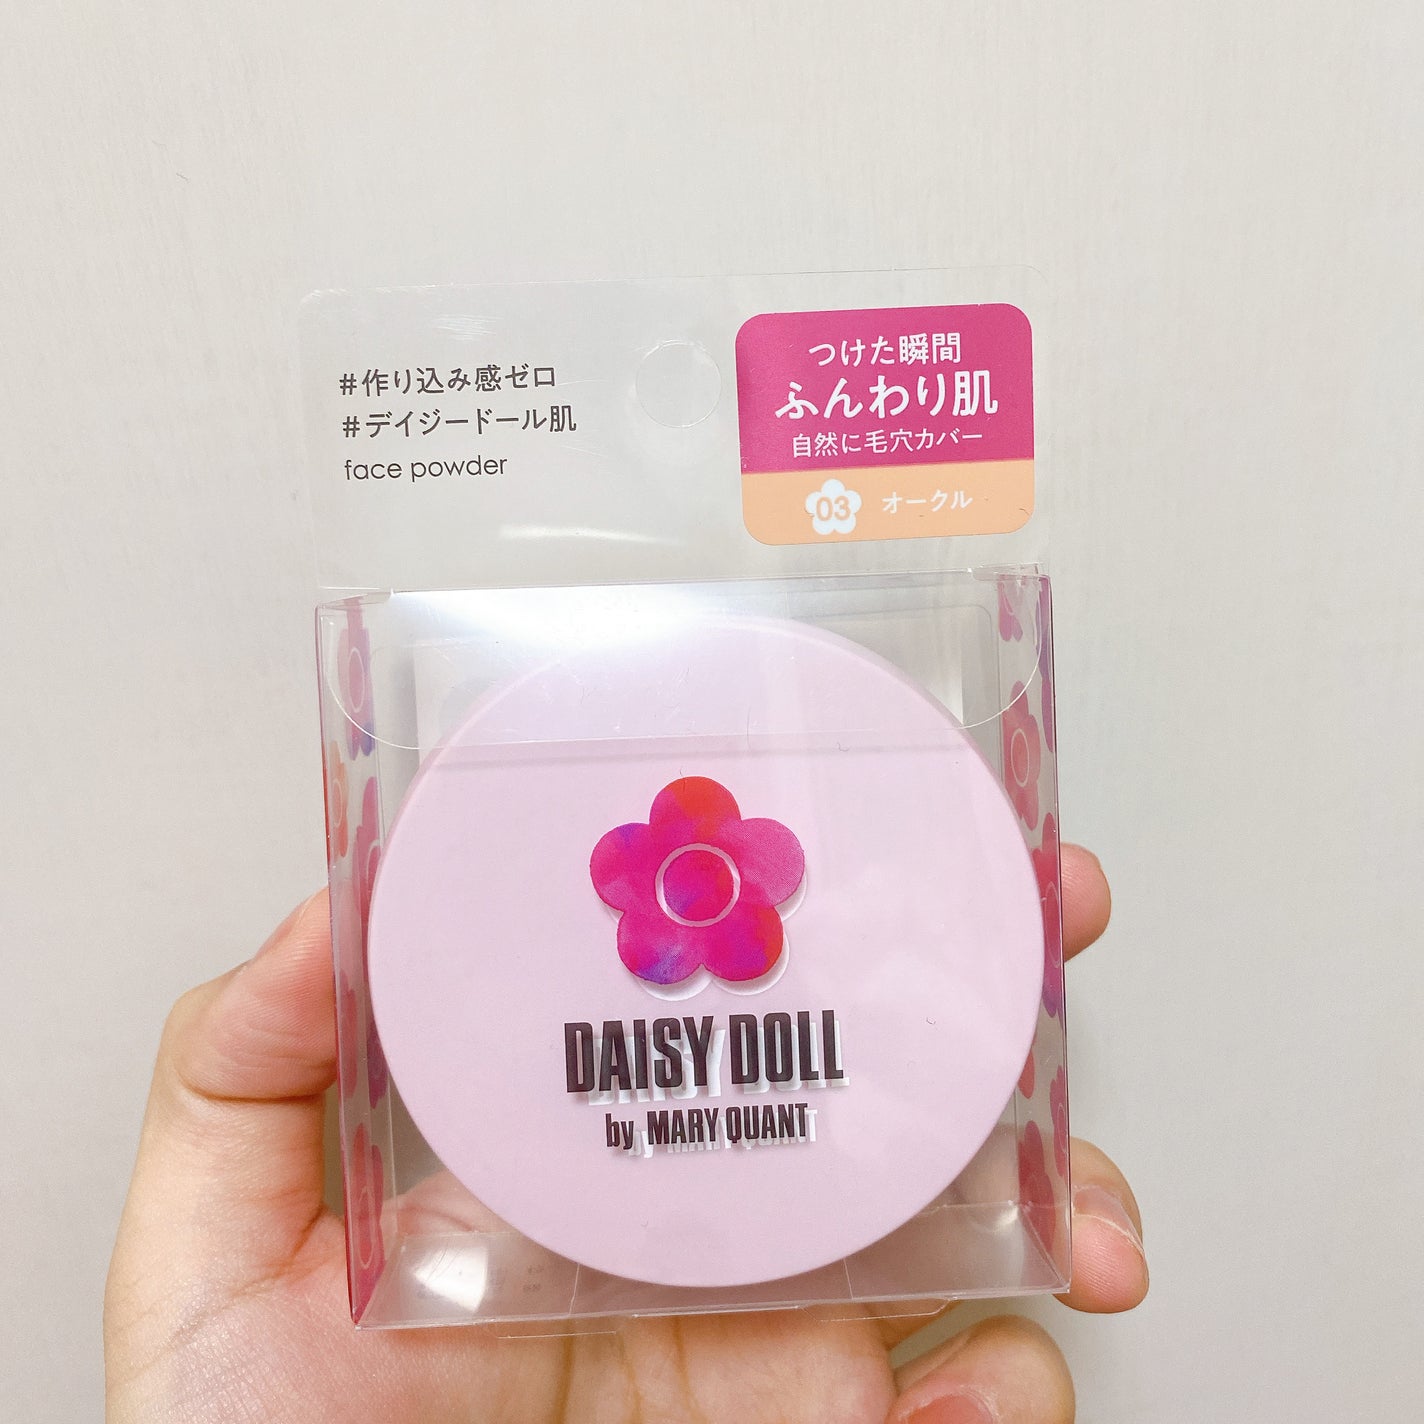 #作り込み感ゼロ
#デイジードール肌
face powder
つけた瞬間
ふんわり肌
自然に毛穴カバー
03 オークル
DAISY DOLL
by MARY QUANT